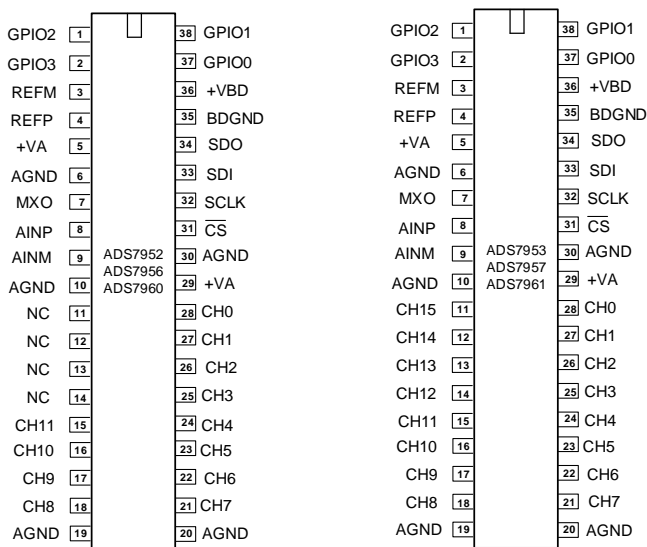 GPIO2 1 38 GPIO1
GPIO3 2 37 GPIO0
REFM 3 36 +VBD
REFP 4 35 BDGND
+VA 5 34 SDO
AGND 6 33 SDI
MXO 7 32 SCLK
AINP 8 31 CS
AINM 9 ADS7952 30 AGND
ADS7956
AGND 10 ADS7960 29 +VA
NC 11 28 CH0
NC 12 27 CH1
NC 13 26 CH2
NC 14 25 CH3
CH11 15 24 CH4
CH10 16 23 CH5
CH9 17 22 CH6
CH8 18 21 CH7
AGND 19 20 AGND
GPIO2 1 38 GPIO1
GPIO3 2 37 GPIO0
REFM 3 36 +VBD
REFP 4 35 BDGND
+VA 5 34 SDO
AGND 6 33 SDI
MXO 7 32 SCLK
AINP 8 31 CS
AINM 9 ADS7953 30 AGND
ADS7957
AGND 10 ADS7961 29 +VA
CH15 11 28 CH0
CH14 12 27 CH1
CH13 13 26 CH2
CH12 14 25 CH3
CH11 15 24 CH4
CH10 16 23 CH5
CH9 17 22 CH6
CH8 18 21 CH7
AGND 19 20 AGND